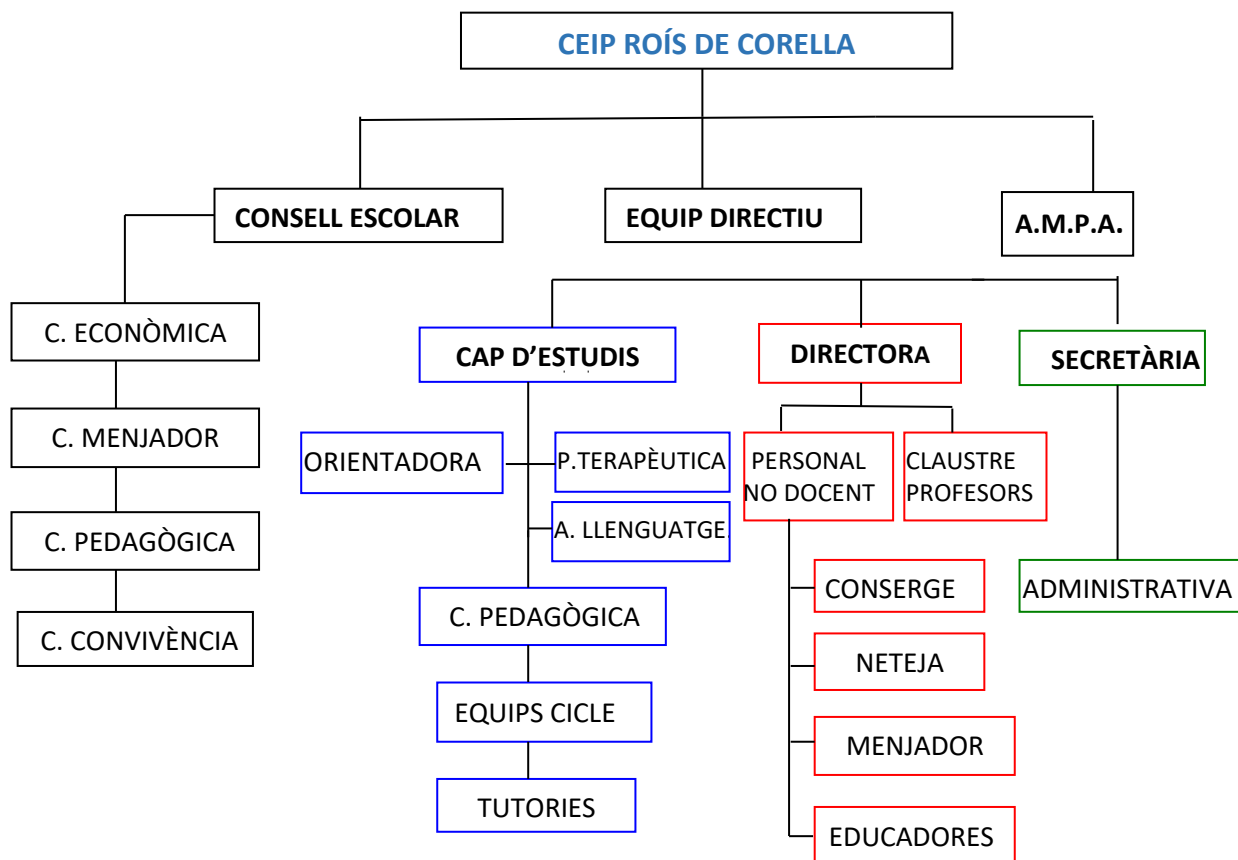 CEIP ROÍS DE CORELLA
CONSELL ESCOLAR
EQUIP DIRECTIU
A.M.P.A.
C. ECONÒMICA
C. MENJADOR
C. PEDAGÒGICA
C. CONVIVÈNCIA
CAP D’ESTUDIS
DIRECTORA
SECRETÀRIA
ORIENTADORA
P.TERAPÈUTICA
A. LLENGUATGE.
C. PEDAGÒGICA
EQUIPS CICLE
TUTORIES
PERSONAL
NO DOCENT
CLAUSTRE
PROFESORS
CONSERGE
NETEJA
MENJADOR
EDUCADORES
ADMINISTRATIVA